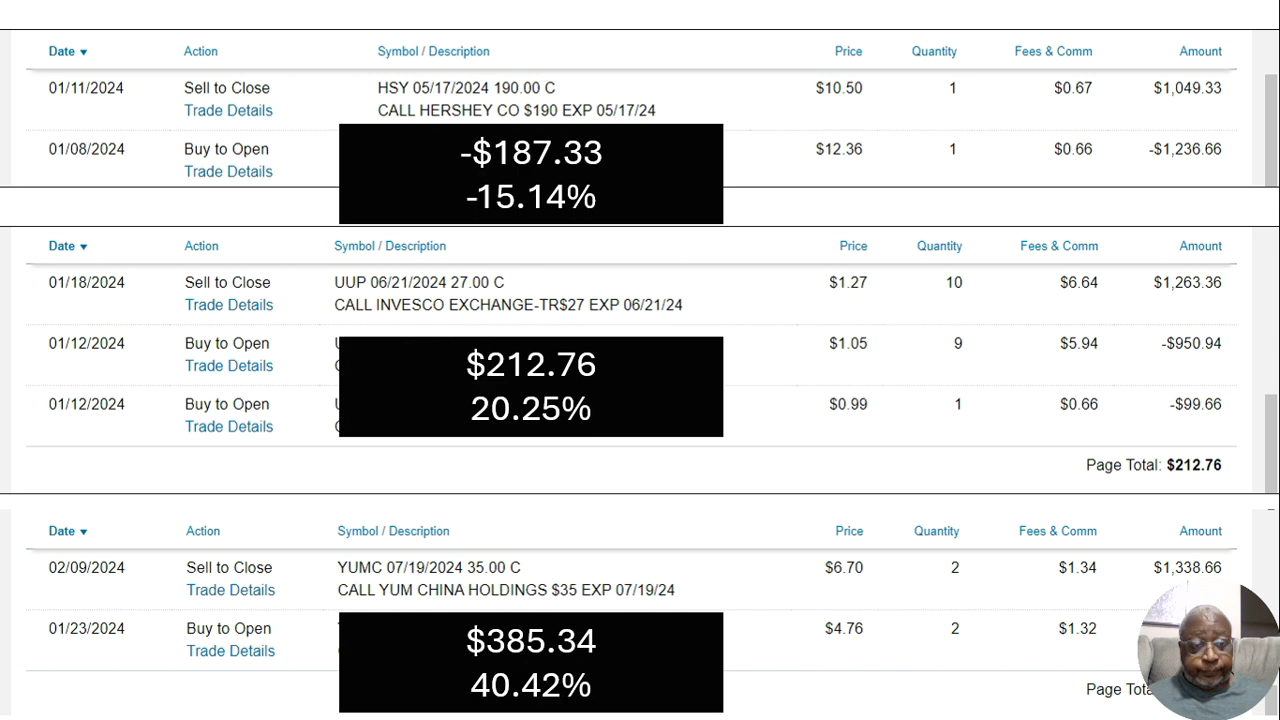 Date ▼ Action Symbol / Description Price Quantity Fees & Comm Amount
01/11/2024 Sell to Close HSY 05/17/2024 190.00 C $10.50 1 $0.67 $1,049.33
Trade Details CALL HERSHEY CO $190 EXP 05/17/24
01/08/2024 Buy to Open $12.36 1 $0.66 -$1,236.66
Trade Details
-$187.33
-15.14%
Date ▼ Action Symbol / Description Price Quantity Fees & Comm Amount
01/18/2024 Sell to Close UUP 06/21/2024 27.00 C $1.27 10 $6.64 $1,263.36
Trade Details CALL INVESCO EXCHANGE-TR$27 EXP 06/21/24
01/12/2024 Buy to Open $1.05 9 $5.94 -$950.94
Trade Details
01/12/2024 Buy to Open $0.99 1 $0.66 -$99.66
Trade Details
$212.76
20.25%
Page Total: $212.76
Date ▼ Action Symbol / Description Price Quantity Fees & Comm Amount
02/09/2024 Sell to Close YUMC 07/19/2024 35.00 C $6.70 2 $1.34 $1,338.66
Trade Details CALL YUM CHINA HOLDINGS $35 EXP 07/19/24
01/23/2024 Buy to Open $4.76 2 $1.32
Trade Details
$385.34
40.42%
Page